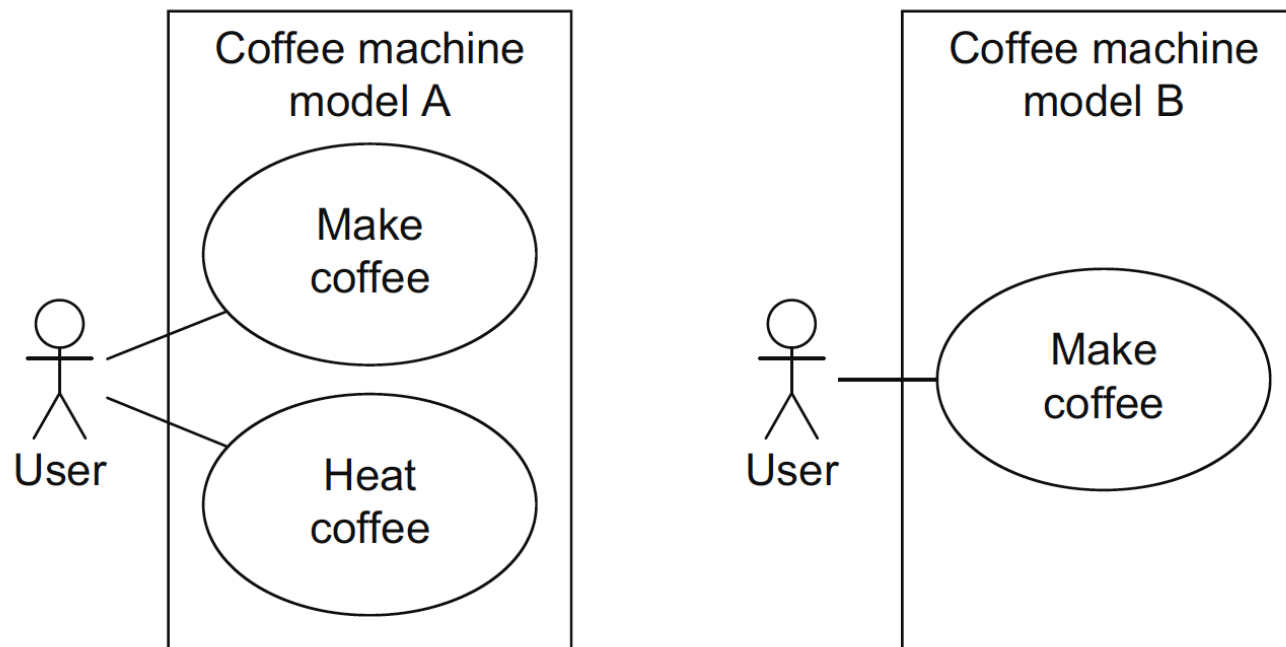 Coffee machine
model A
Make
coffee
User
Heat
coffee
Coffee machine
model B
Make
coffee
User